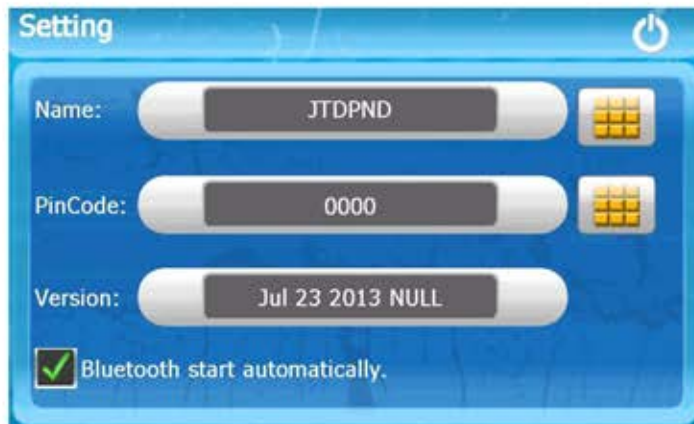 Setting
Name: JTDPND
PinCode: 0000
Version: Jul 23 2013 NULL
Bluetooth start automatically.